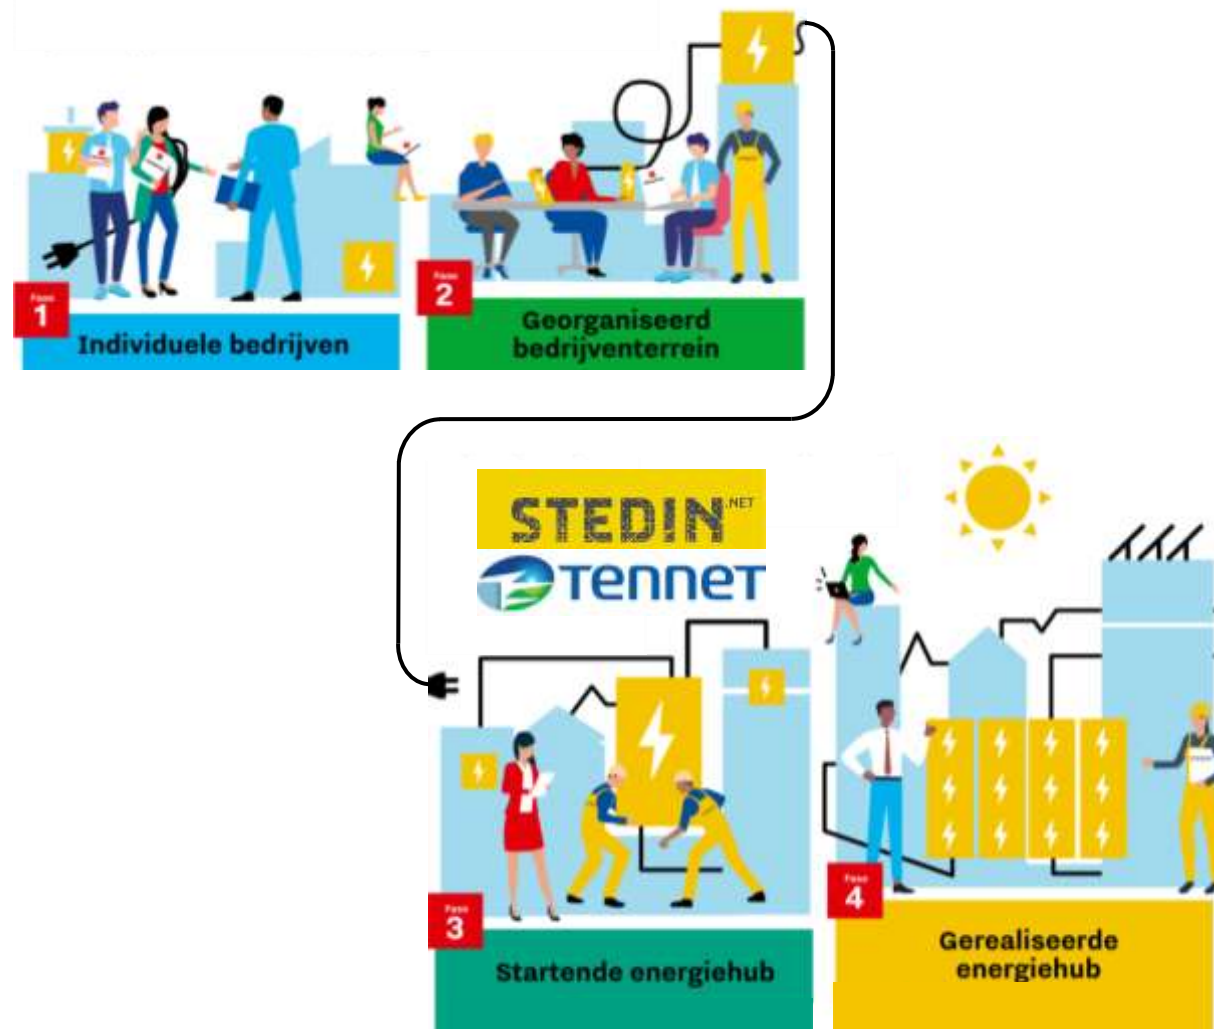 Fase
1
Individuele bedrijven
Fase
2
Georganiseerd
bedrijventerrein
STEDIN.NET
TenneT
Fase
3
Startende energiehub
Fase
4
Gerealiseerde
energiehub